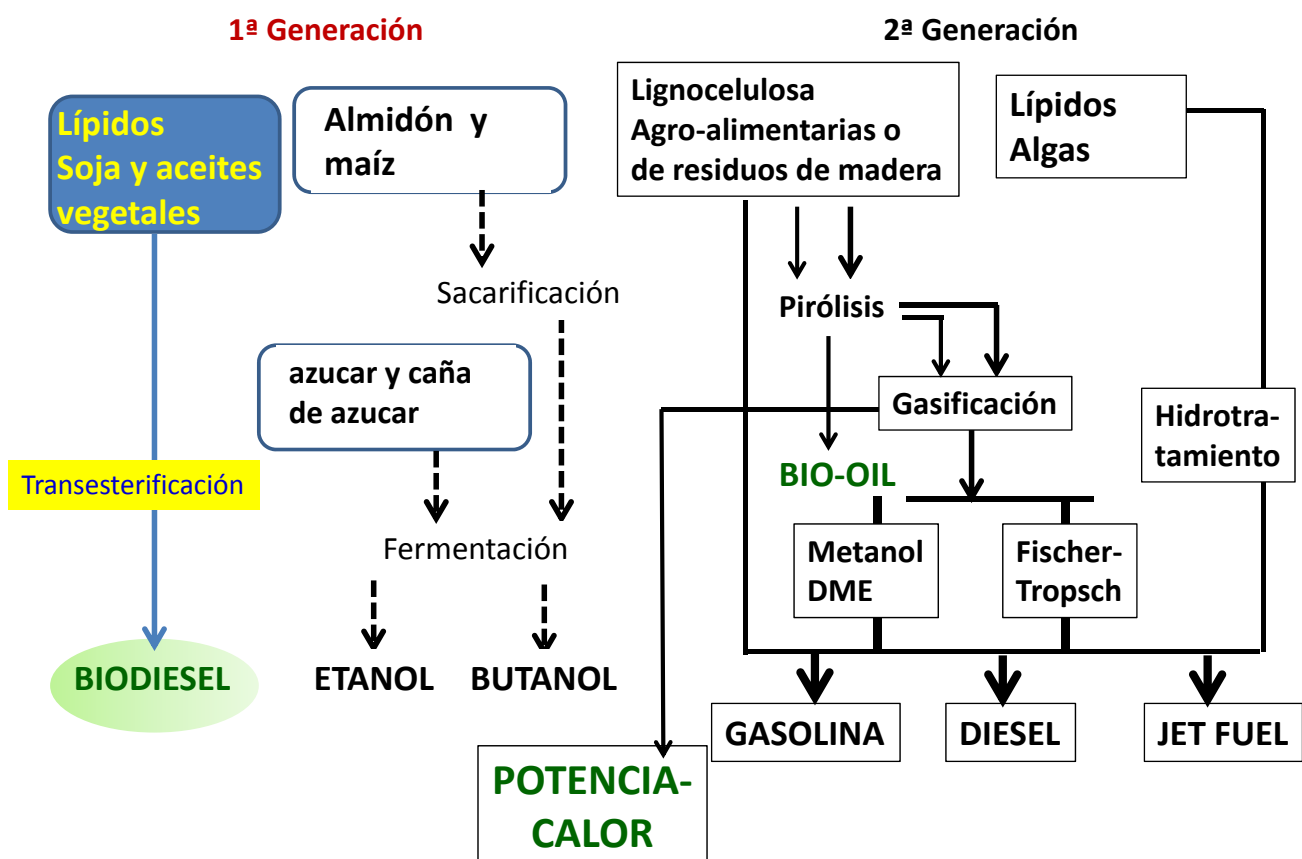 1ª Generación
2ª Generación
Lípidos
Soja y aceites
vegetales
Almidón y
maíz
Lignocelulosa
Agro-alimentarias o
de residuos de madera
Lípidos
Algas
Sacarificación
Pirólisis
azucar y caña
de azucar
Gasificación
Hidrotra-
tamiento
Transesterificación
BIO-OIL
Fermentación
Metanol
DME
Fischer-
Tropsch
BIODIESEL
ETANOL
BUTANOL
GASOLINA
DIESEL
JET FUEL
POTENCIA-
CALOR